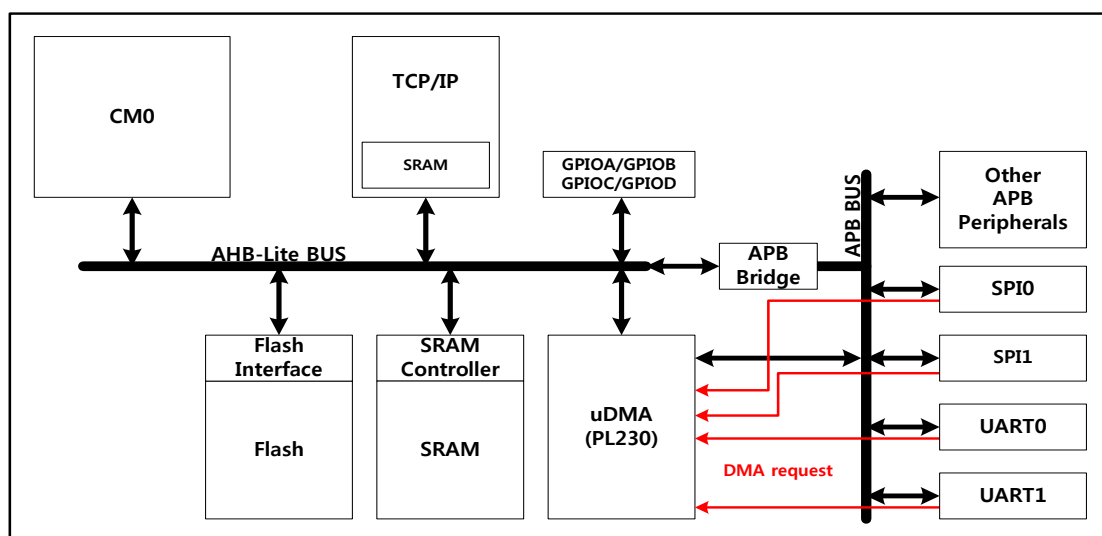 CM0
TCP/IP
SRAM
GPIOA/GPIOB
GPIOC/GPIOD
APB BUS
Other
APB
Peripherals
AHB-Lite BUS
APB
Bridge
SPI0
Flash
Interface
SRAM
Controller
SPI1
uDMA
(PL230)
UART0
Flash
SRAM
DMA request
UART1